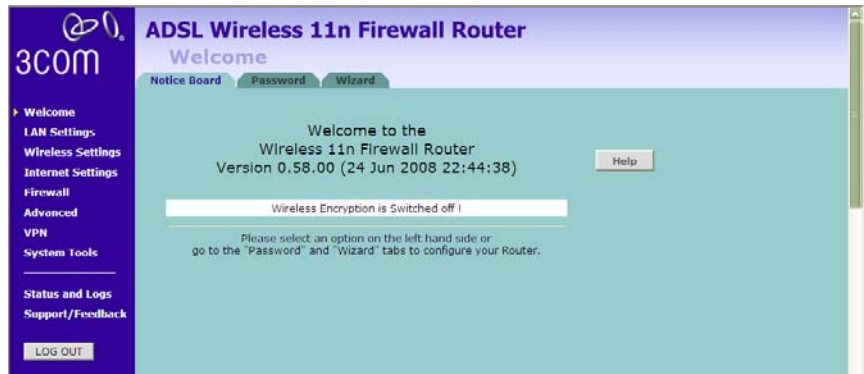 3COM
ADSL Wireless 11n Firewall Router
Welcome
Notice Board
Password
Wizard
Welcome
LAN Settings
Wireless Settings
Internet Settings
Firewall
Advanced
VPN
System Tools
Status and Logs
Support/Feedback
LOG OUT
Welcome to the
Wireless 11n Firewall Router
Version 0.58.00 (24 Jun 2008 22:44:38)
Help
Wireless Encryption is Switched off !
Please select an option on the left hand side or
go to the "Password" and "Wizard" tabs to configure your Router.